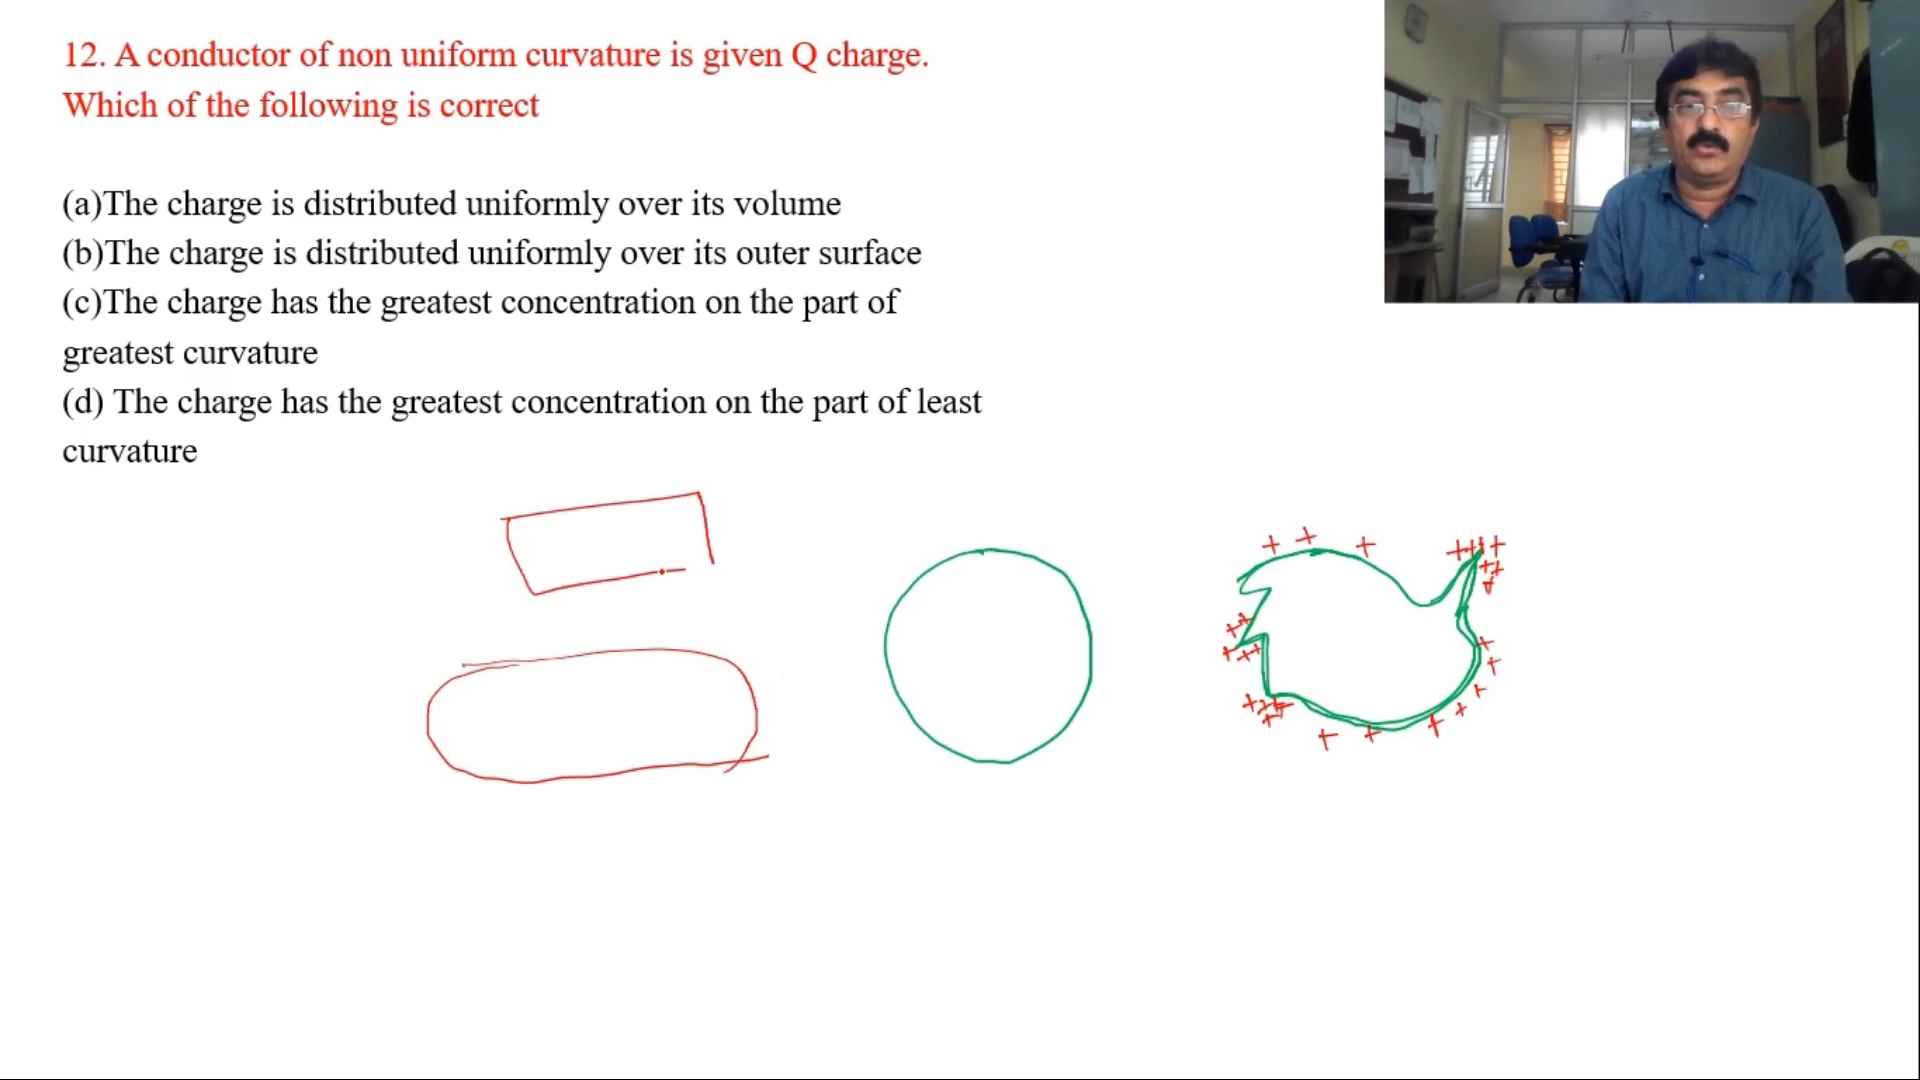 12. A conductor of non uniform curvature is given Q charge.
Which of the following is correct
(a)The charge is distributed uniformly over its volume
(b)The charge is distributed uniformly over its outer surface
(c)The charge has the greatest concentration on the part of
greatest curvature
(d) The charge has the greatest concentration on the part of least
curvature